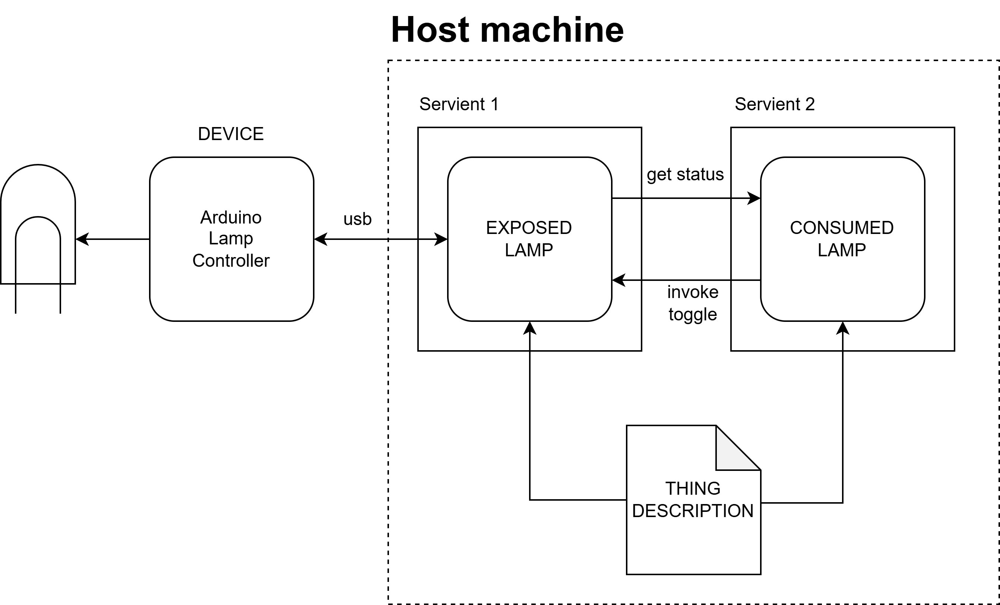 Host machine
Servient 1
Servient 2
DEVICE
Arduino
Lamp
Controller
usb
EXPOSED
LAMP
get status
invoke
toggle
CONSUMED
LAMP
THING
DESCRIPTION